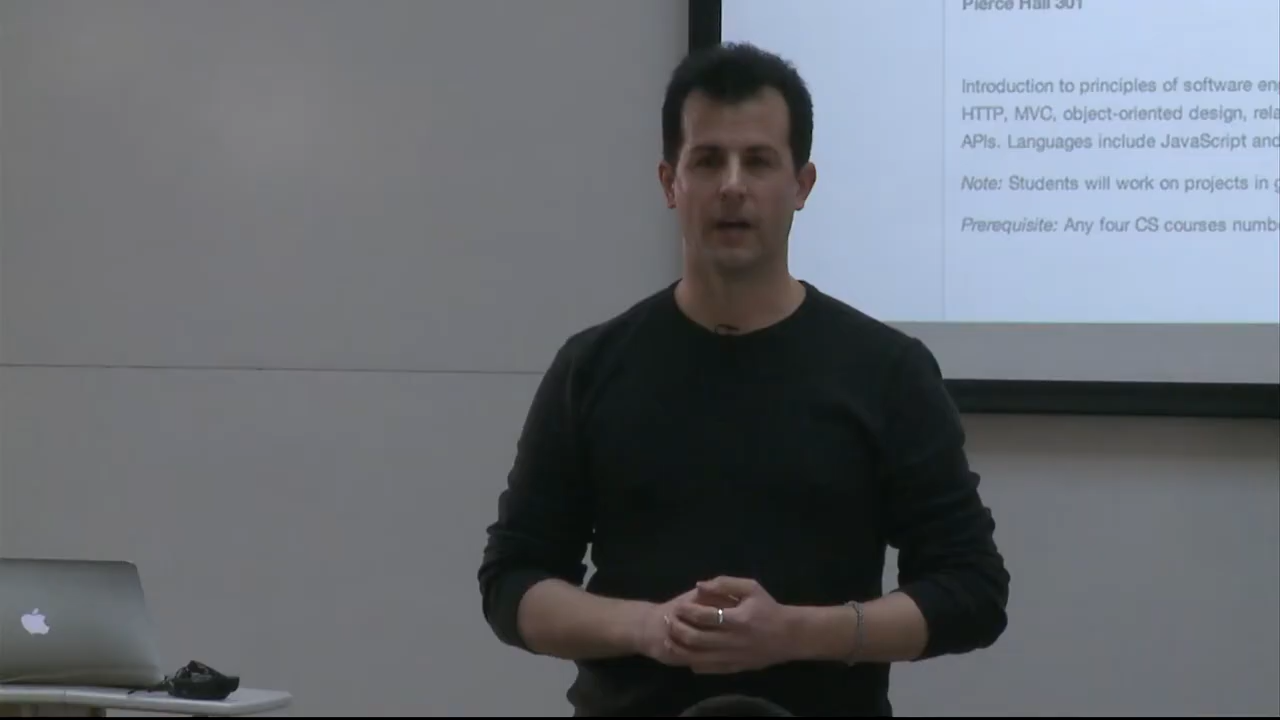 Pierce Hall 301
Introduction to principles of software en
HTTP, MVC, object-oriented design, rela
APIs. Languages include JavaScript and
Note: Students will work on projects in g
Prerequisite: Any four CS courses numb